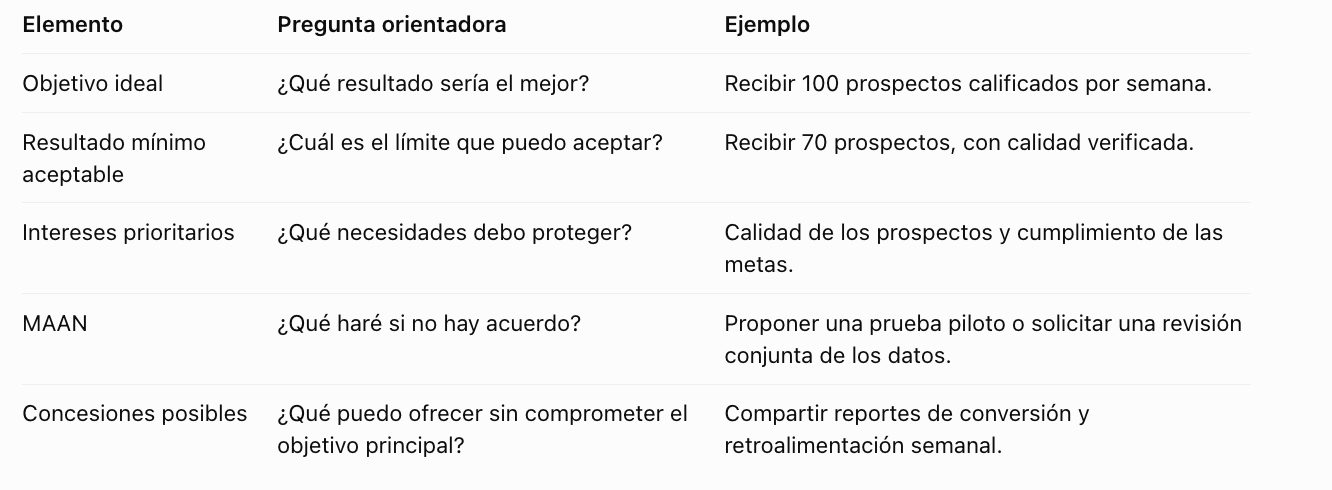 Elemento Pregunta orientadora Ejemplo
Objetivo ideal ¿Qué resultado sería el mejor? Recibir 100 prospectos calificados por semana.
Resultado mínimo ¿Cuál es el límite que puedo aceptar? Recibir 70 prospectos, con calidad verificada.
aceptable
Intereses prioritarios ¿Qué necesidades debo proteger? Calidad de los prospectos y cumplimiento de las
metas.
MAAN ¿Qué haré si no hay acuerdo? Proponer una prueba piloto o solicitar una revisión
conjunta de los datos.
Concesiones posibles ¿Qué puedo ofrecer sin comprometer el Compartir reportes de conversión y
objetivo principal? retroalimentación semanal.